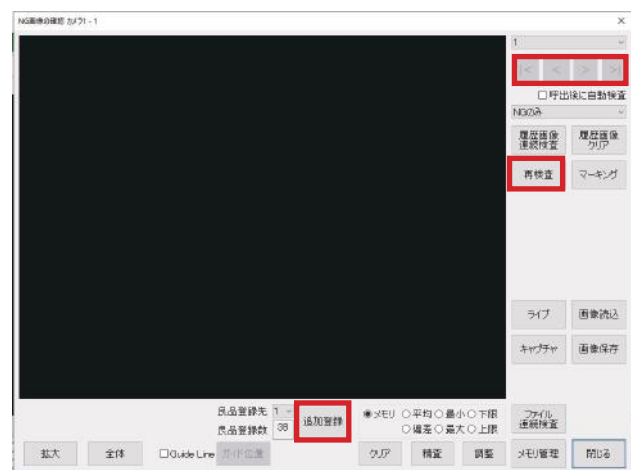 NG画像の確認 カメラ1 - 1
×
1
|< < > >|
呼出後に自動検査
NGのみ
履歴画像
連続検査
履歴画像
クリア
再検査
マーキング
ライブ
画像読込
キャプチャ
画像保存
良品登録先 1
良品登録数 38
追加登録
メモリ 平均 最小 下限
偏差 最大 上限
ファイル
連続検査
拡大
全体
Guide Line
ガイド位置
クリア
精査
調整
メモリ管理
閉じる